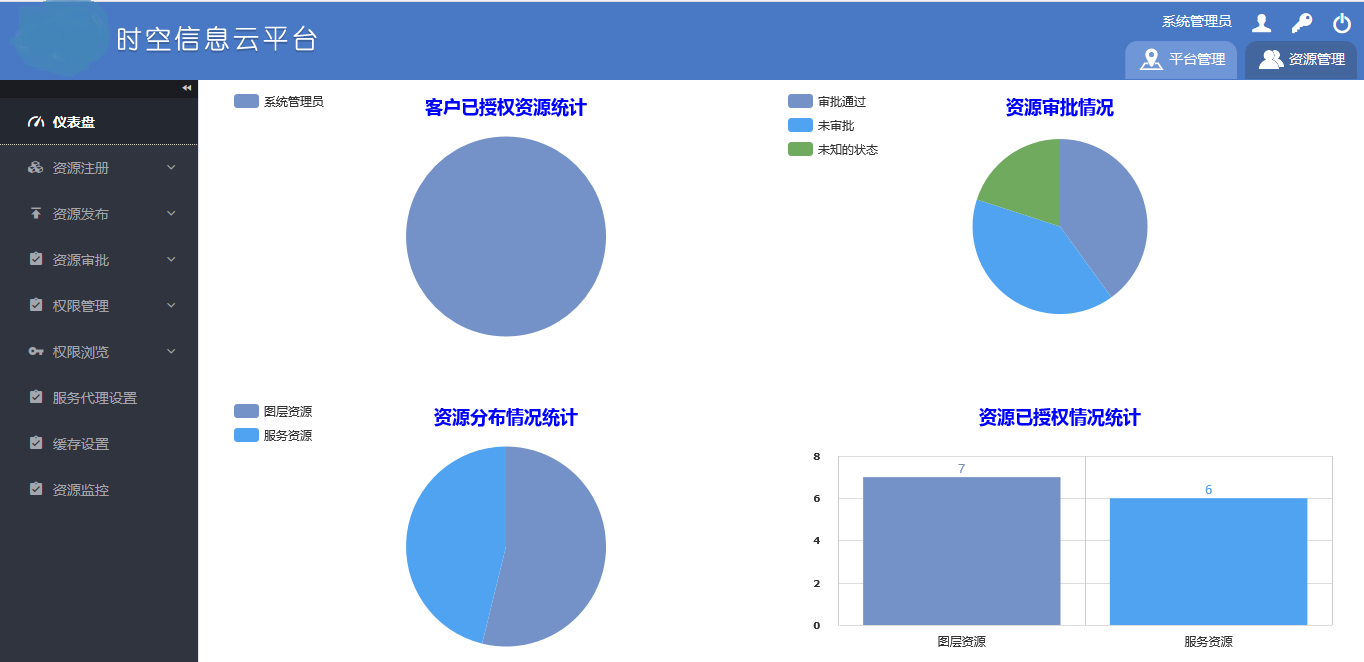 时空信息云平台
系统管理员
平台管理
资源管理
仪表盘
资源注册
资源发布
资源审批
权限管理
权限浏览
服务代理设置
缓存设置
资源监控
系统管理员
客户已授权资源统计
审批通过
未审批
未知的状态
资源审批情况
图层资源
服务资源
资源分布情况统计
资源已授权情况统计
8
6
4
2
0
7
6
图层资源
服务资源